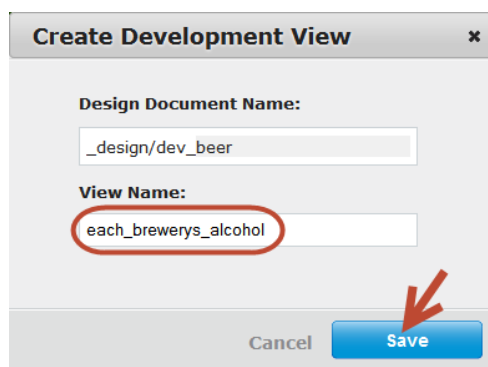 Create Development View ×
Design Document Name:
_design/dev_beer
View Name:
each_brewerys_alcohol
Cancel Save